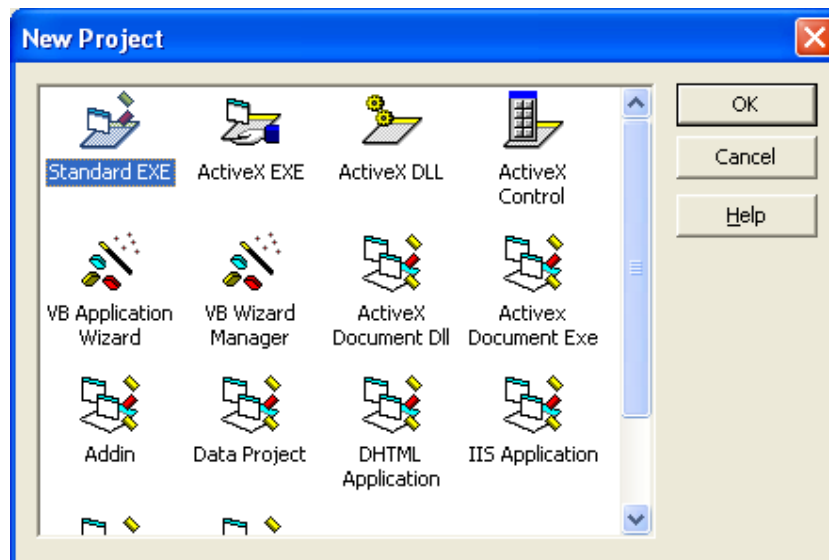 New Project
OK
Cancel
Help
Standard EXE
ActiveX EXE
ActiveX DLL
ActiveX
Control
VB Application
Wizard
VB Wizard
Manager
ActiveX
Document Dll
Activex
Document Exe
Addin
Data Project
DHTML
Application
IIS Application